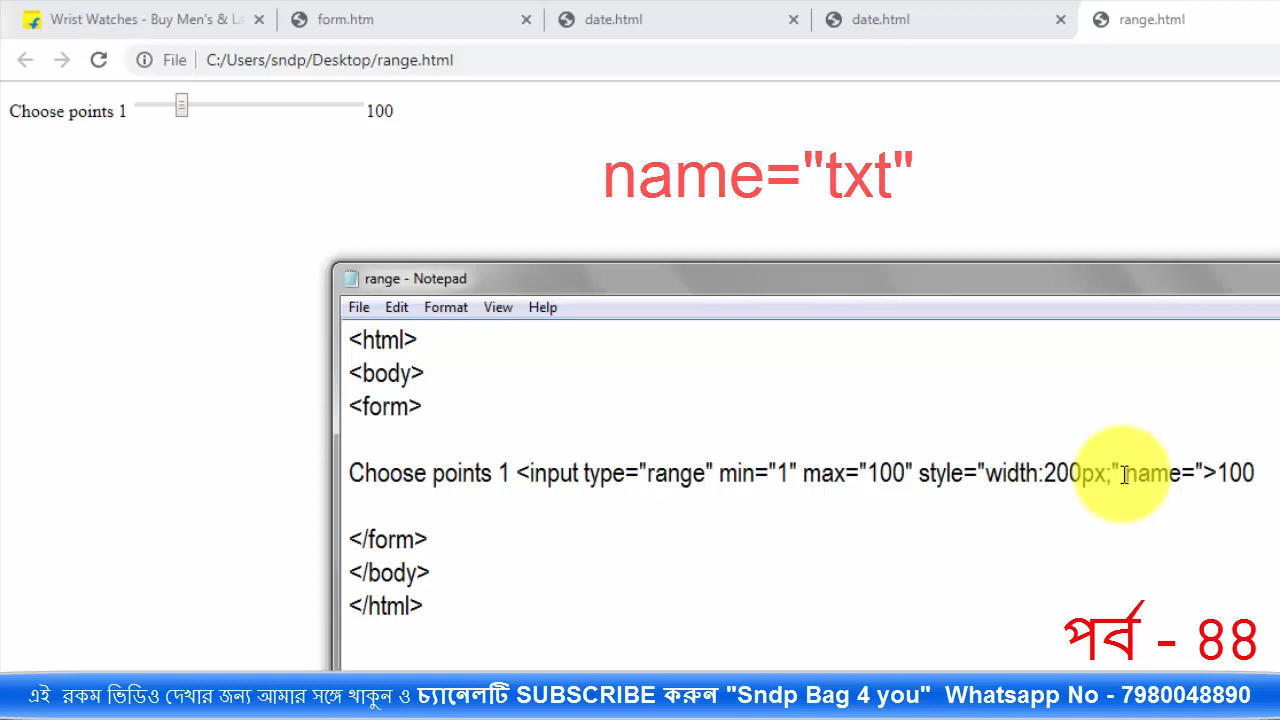 Wrist Watches - Buy Men's & La
form.htm
date.html
date.html
range.html
File C:/Users/sndp/Desktop/range.html
Choose points 1 100
name="txt"
range - Notepad
File Edit Format View Help
<html>
<body>
<form>
Choose points 1 <input type="range" min="1" max="100" style="width:200px;"name=">100
</form>
</body>
</html>
পর্ব - ৪৪
এই রকম ভিডিও দেখার জন্য আমার সঙ্গে থাকুন ও চ্যানেলটি SUBSCRIBE করুন "Sndp Bag 4 you" Whatsapp No - 7980048890